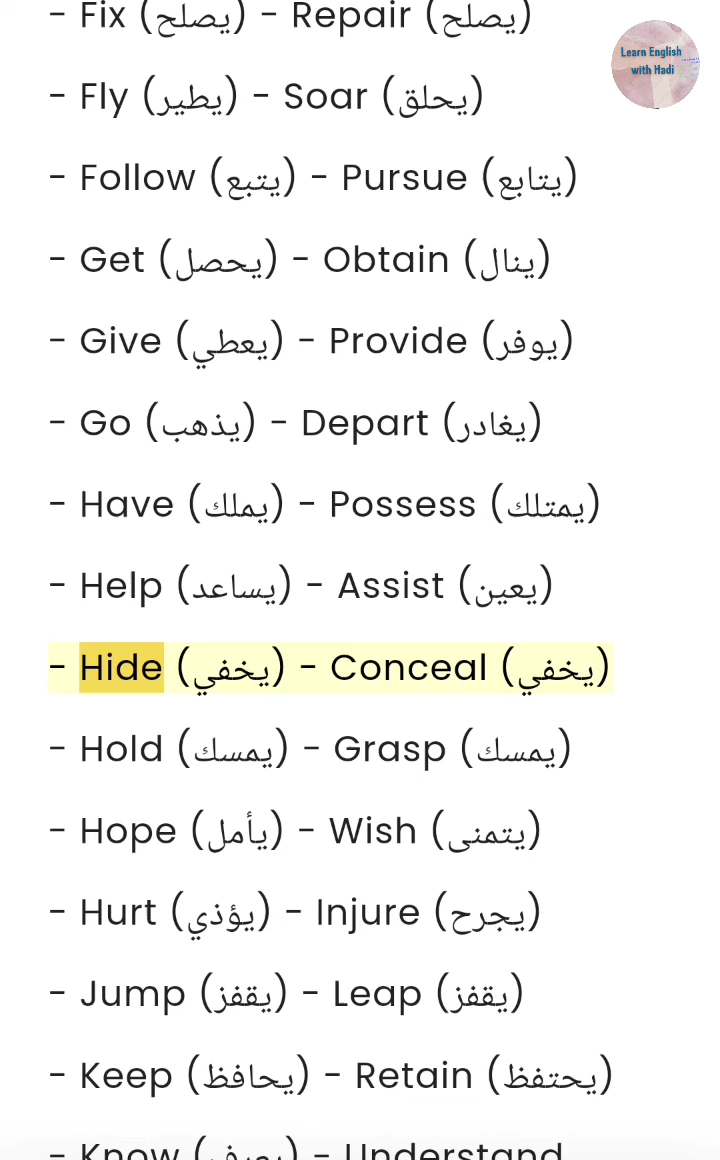 - Fix (يصلح) - Repair (يصلح)
Learn English
with Hadi
- Fly (يطير) - Soar (يحلق)
- Follow (يتبع) - Pursue (يتابع)
- Get (يحصل) - Obtain (ينال)
- Give (يعطي) - Provide (يوفر)
- Go (يذهب) - Depart (يغادر)
- Have (يملك) - Possess (يمتلك)
- Help (يساعد) - Assist (يعين)
- Hide (يخفي) - Conceal (يخفي)
- Hold (يمسك) - Grasp (يمسك)
- Hope (يأمل) - Wish (يتمنى)
- Hurt (يؤذي) - Injure (يجرح)
- Jump (يقفز) - Leap (يقفز)
- Keep (يحافظ) - Retain (يحتفظ)
- Know (يعرف) - Understand